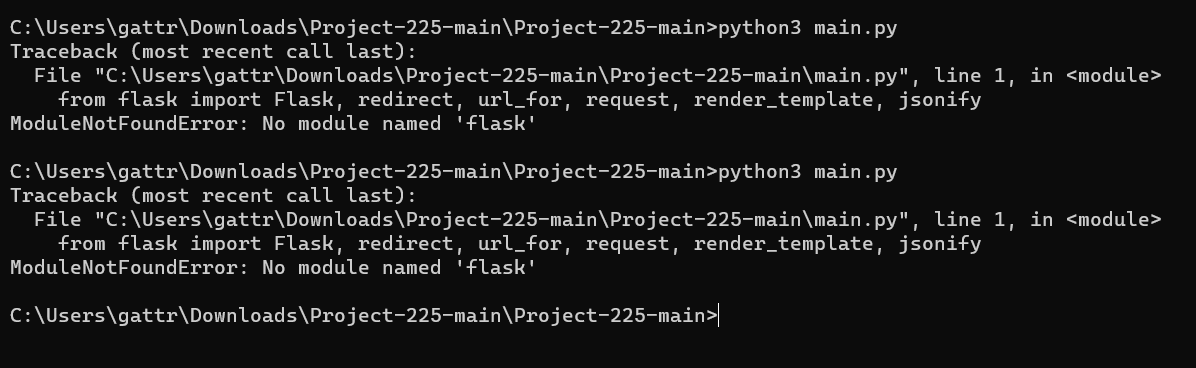 C:\Users\gattr\Downloads\Project-225-main\Project-225-main>python3 main.py
Traceback (most recent call last):
  File "C:\Users\gattr\Downloads\Project-225-main\Project-225-main\main.py", line 1, in <module>
    from flask import Flask, redirect, url_for, request, render_template, jsonify
ModuleNotFoundError: No module named 'flask'

C:\Users\gattr\Downloads\Project-225-main\Project-225-main>python3 main.py
Traceback (most recent call last):
  File "C:\Users\gattr\Downloads\Project-225-main\Project-225-main\main.py", line 1, in <module>
    from flask import Flask, redirect, url_for, request, render_template, jsonify
ModuleNotFoundError: No module named 'flask'

C:\Users\gattr\Downloads\Project-225-main\Project-225-main>